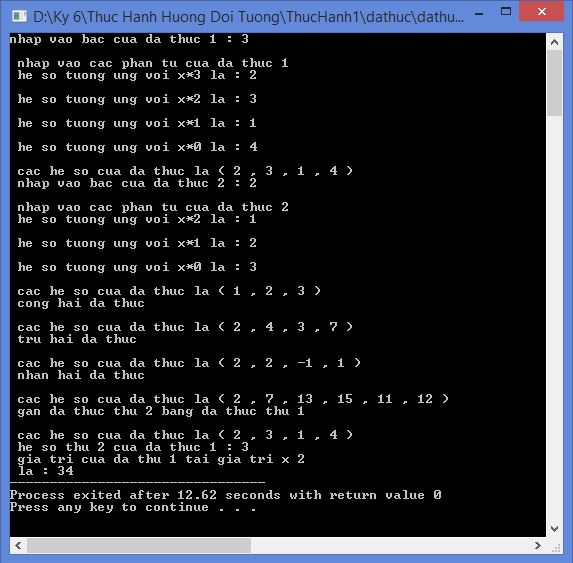 D:\Ky 6\Thuc Hanh Huong Doi Tuong\ThucHanh1\dathuc\dathu...
nhap vao bac cua da thuc 1 : 3
nhap vao cac phan tu cua da thuc 1
he so tuong ung voi x*3 la : 2
he so tuong ung voi x*2 la : 3
he so tuong ung voi x*1 la : 1
he so tuong ung voi x*0 la : 4
cac he so cua da thuc la ( 2 , 3 , 1 , 4 )
nhap vao bac cua da thuc 2 : 2
nhap vao cac phan tu cua da thuc 2
he so tuong ung voi x*2 la : 1
he so tuong ung voi x*1 la : 2
he so tuong ung voi x*0 la : 3
cac he so cua da thuc la ( 1 , 2 , 3 )
cong hai da thuc
cac he so cua da thuc la ( 2 , 4 , 3 , 7 )
tru hai da thuc
cac he so cua da thuc la ( 2 , 2 , -1 , 1 )
nhan hai da thuc
cac he so cua da thuc la ( 2 , 7 , 13 , 15 , 11 , 12 )
gan da thuc thu 2 bang da thuc thu 1
cac he so cua da thuc la ( 2 , 3 , 1 , 4 )
he so thu 2 cua da thuc 1 : 3
gia tri cua da thu 1 tai gia tri x 2
la : 34
--------------------------------
Process exited after 12.62 seconds with return value 0
Press any key to continue . . .